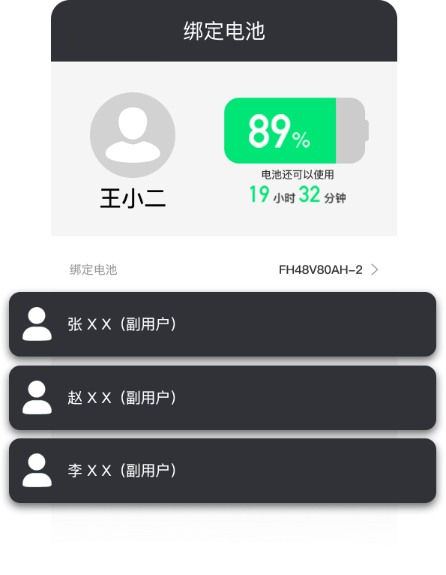 绑定电池
89%
王小二
电池还可以使用
19 小时 32 分钟
绑定电池
FH48V80AH-2
张 X X（副用户）
赵 X X（副用户）
李 X X（副用户）